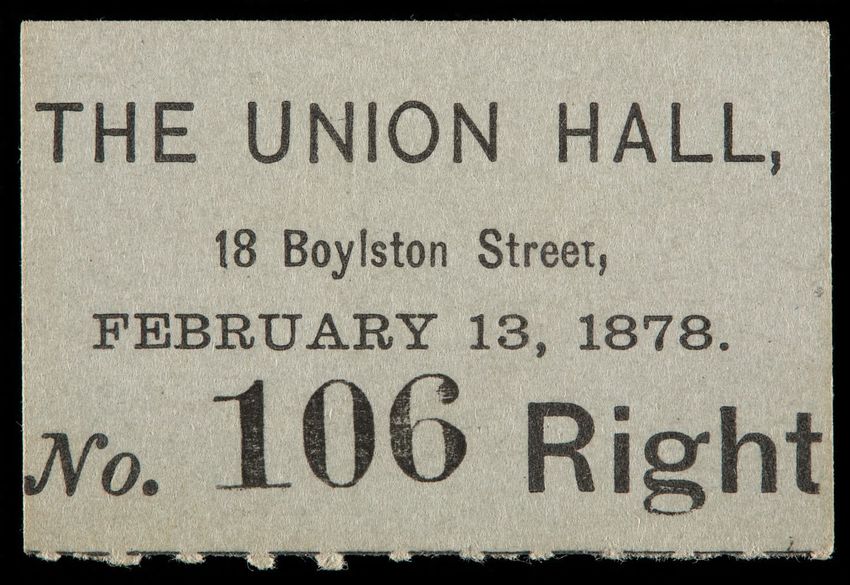 THE UNION HALL,
18 Boylston Street,
FEBRUARY 13, 1878.
No. 106 Right